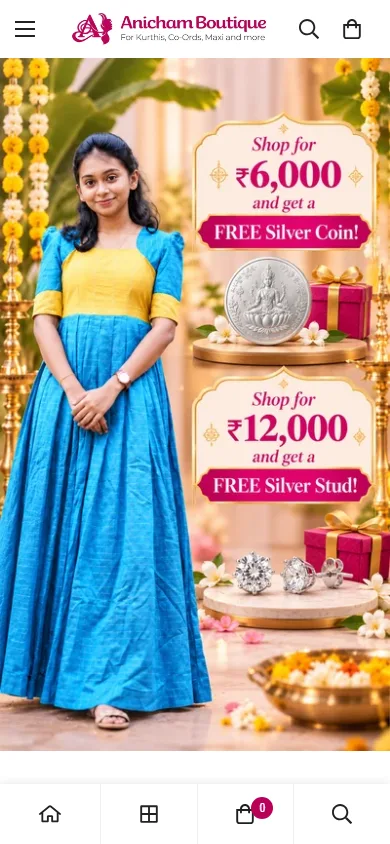 Anicham Boutique
For Kurthis, Co-Ords, Maxi and more
Shop for
₹6,000
and get a
FREE Silver Coin!
Shop for
₹12,000
and get a
FREE Silver Stud!
0